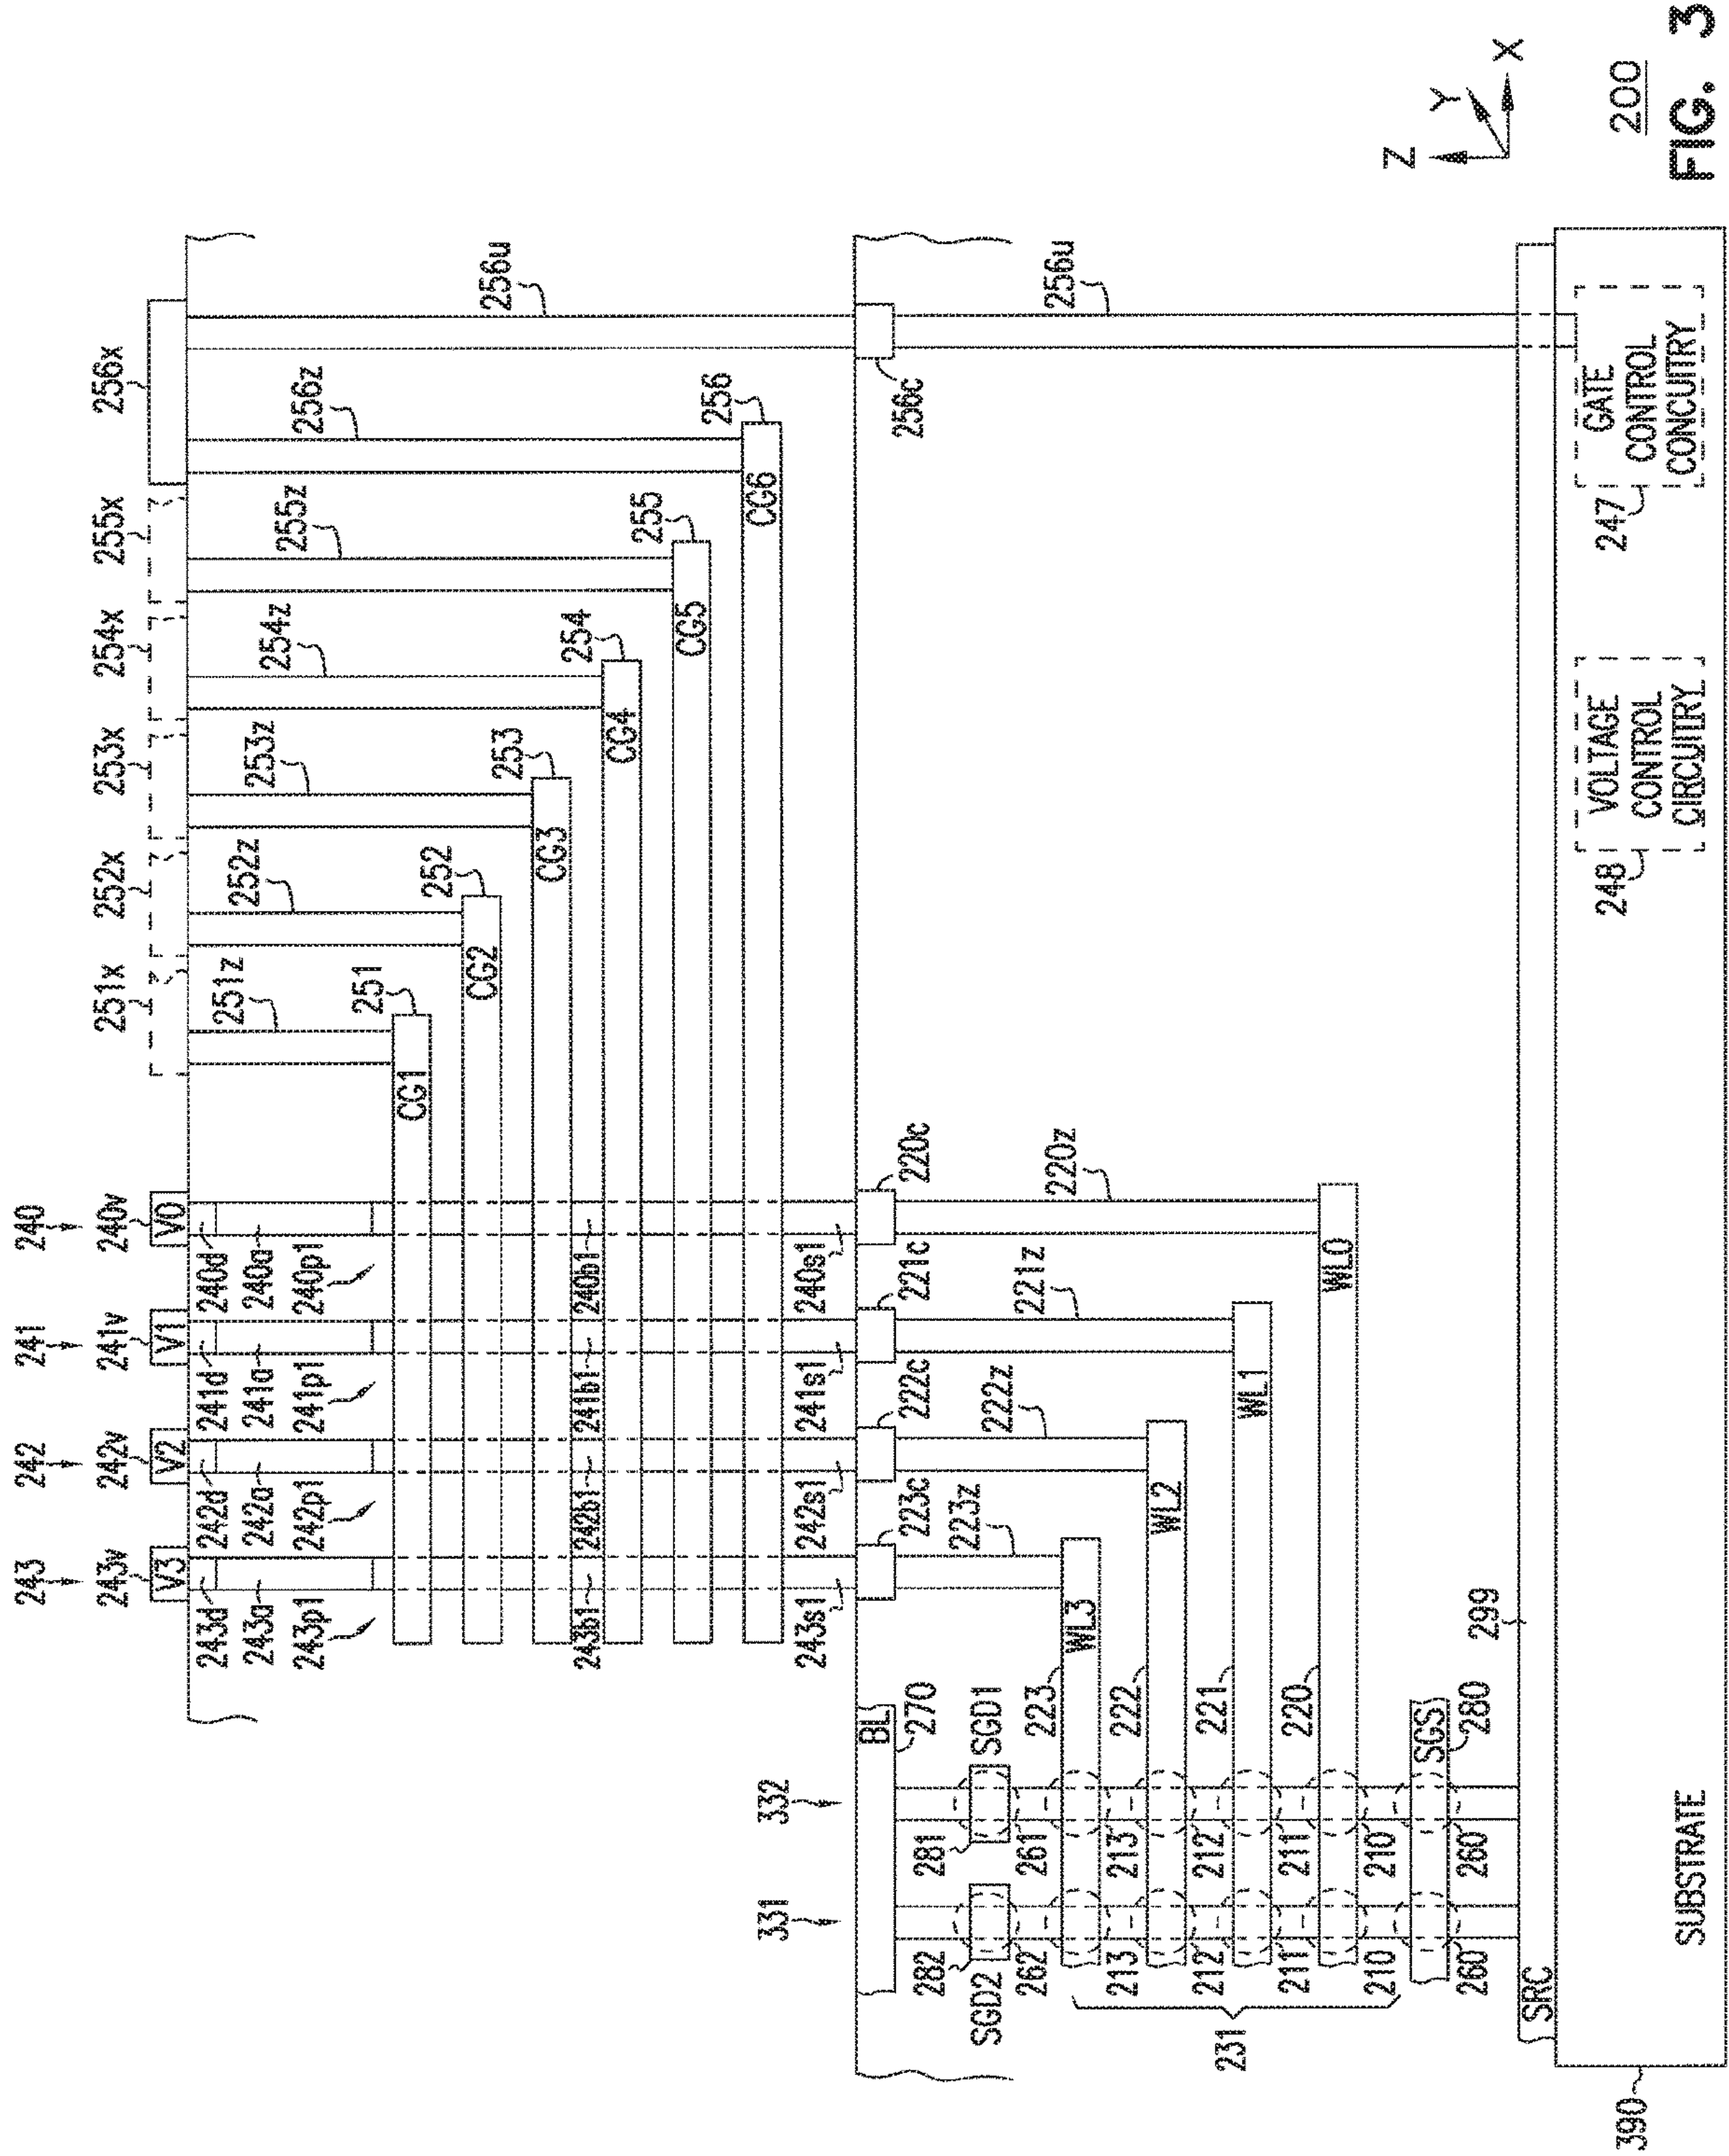 240 241 242 243
240v 241v 242v 243v
V0 V1 V2 V3
251x 252x 253x 254x 255x 256x
243d 242d 241d 240d
243a 242a 241a 240a
243p1 242p1 241p1 240p1
251z 252z 253z 254z 255z 256z 256u
251 252 253 254 255 256
CG1
CG2
CG3
CG4
CG5
CG6
243b1 242b1 241b1 240b1
243s1 242s1 241s1 240s1
223c 222c 221c 220c 256c
331 332
BL 270
282 281
SGD2 SGD1
262 261
223z 222z 221z 220z 256u
223 WL3
213 213
222 WL2
212 212
221 WL1
211 211
220 WL0
210 210
231
SGS 280
260 260
SRC 299
SUBSTRATE
390
248 VOLTAGE
CONTROL
CIRCUITRY
247 GATE
CONTROL
CONCUITRY
Z Y X
200
FIG. 3